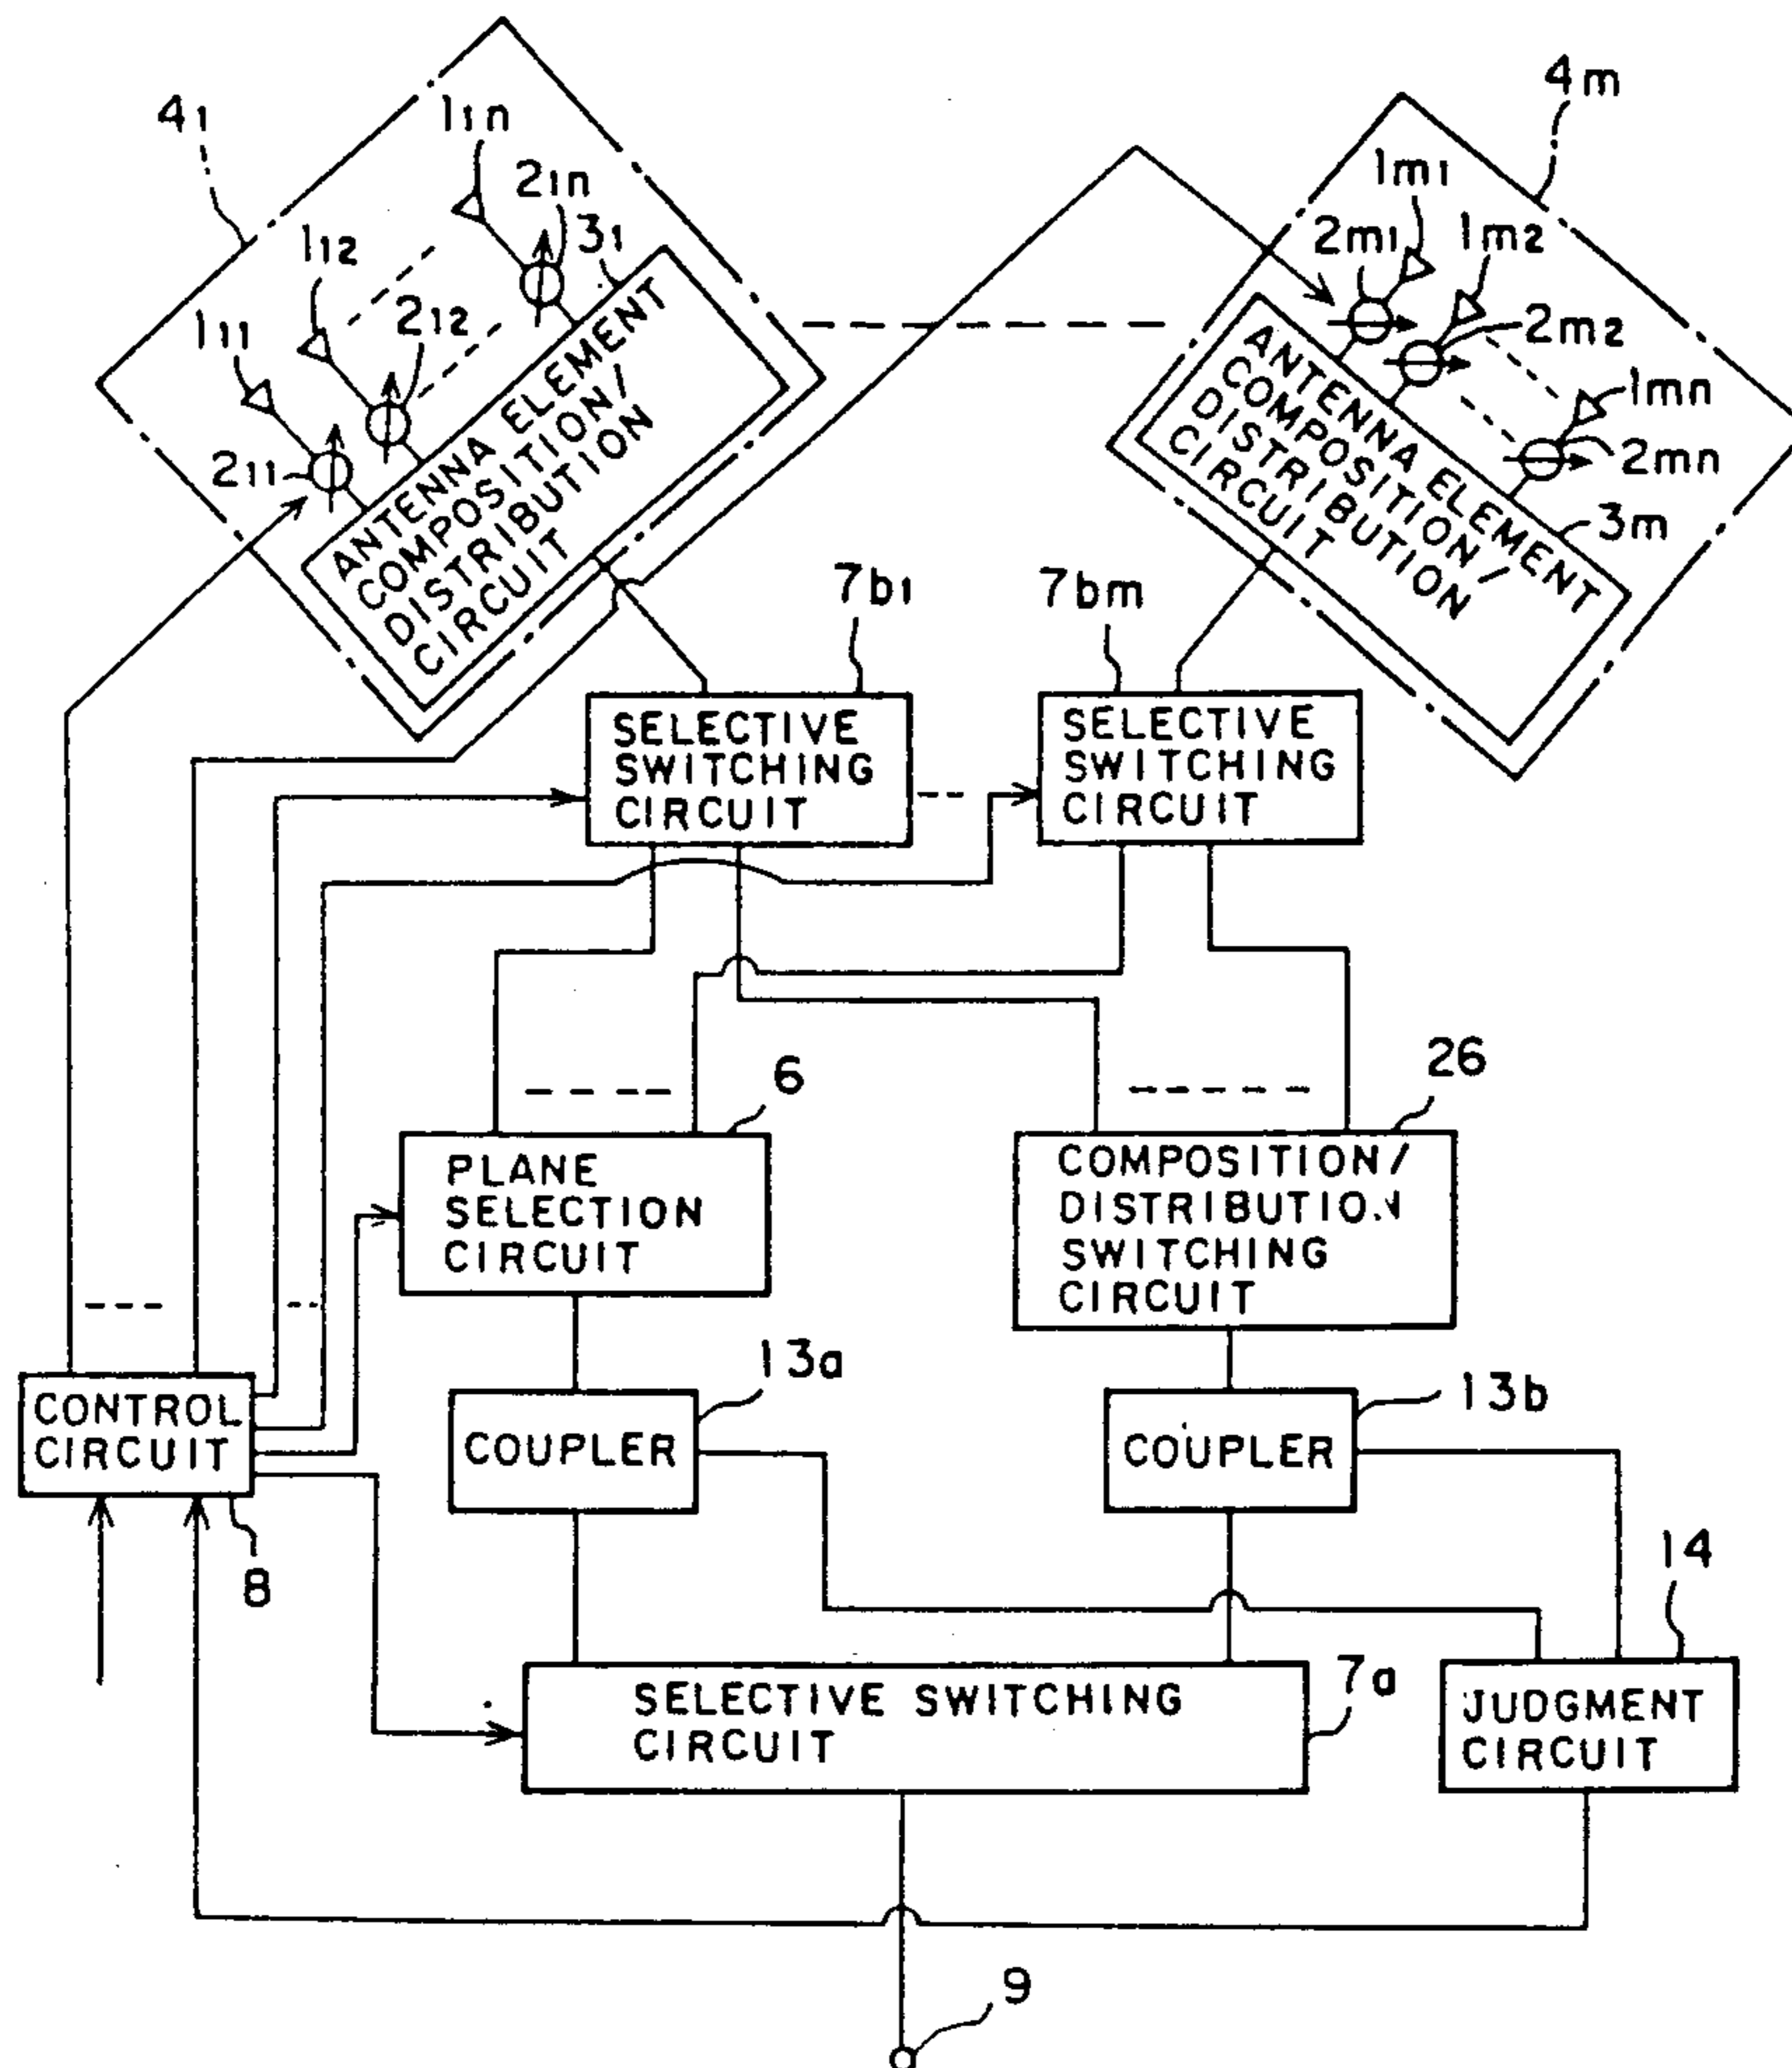 41
11n
21n
31
112
212
111
211
ANTENNA ELEMENT
COMPOSITION/
DISTRIBUTION
CIRCUIT
4m
1m1
2m1
1m2
2m2
1mn
2mn
3m
ANTENNA ELEMENT
COMPOSITION/
DISTRIBUTION
CIRCUIT
7b1
SELECTIVE
SWITCHING
CIRCUIT
7bm
SELECTIVE
SWITCHING
CIRCUIT
6
PLANE
SELECTION
CIRCUIT
26
COMPOSITION/
DISTRIBUTION
SWITCHING
CIRCUIT
CONTROL
CIRCUIT
8
13a
COUPLER
13b
COUPLER
14
JUDGMENT
CIRCUIT
7a
SELECTIVE SWITCHING
CIRCUIT
9